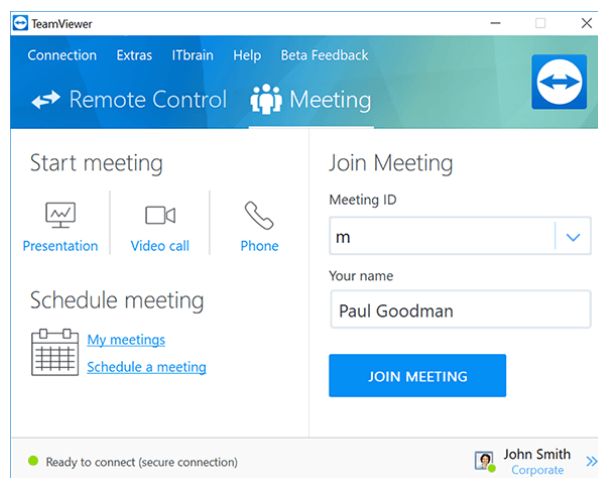 TeamViewer
Connection Extras ITbrain Help Beta Feedback
Remote Control Meeting
Start meeting
Presentation Video call Phone
Schedule meeting
My meetings
Schedule a meeting
Join Meeting
Meeting ID
m
Your name
Paul Goodman
JOIN MEETING
Ready to connect (secure connection)
John Smith
Corporate